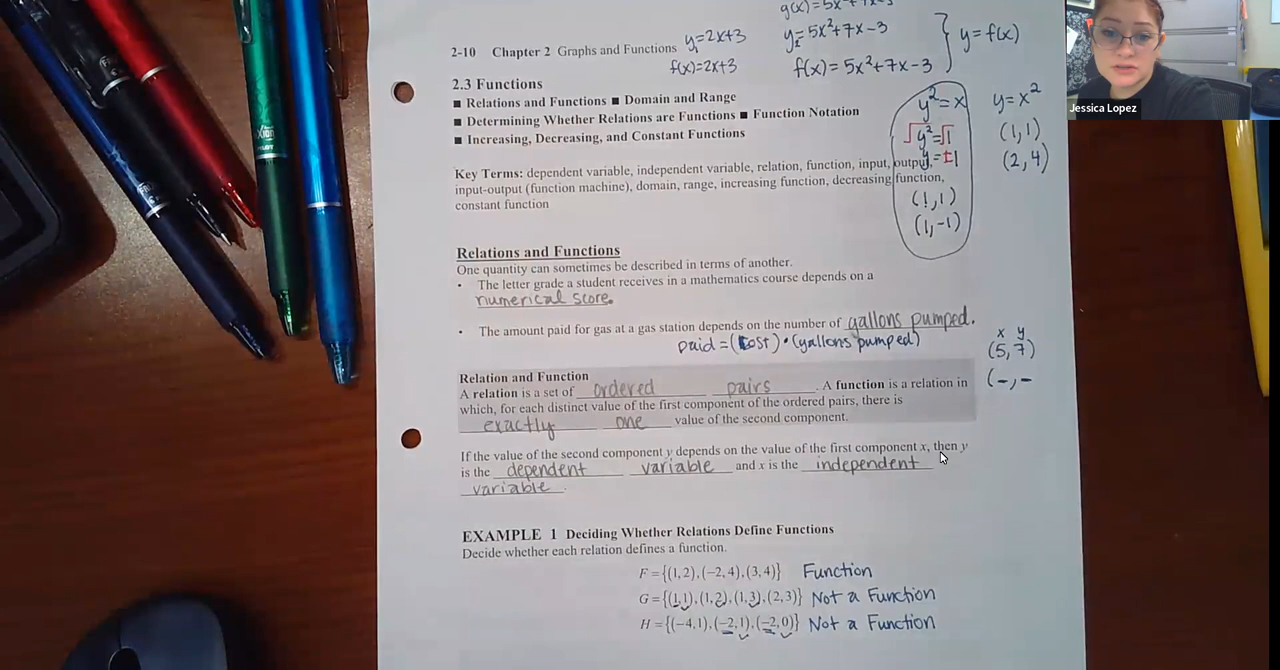 g(x)=5x²+7x-3
2-10 Chapter 2 Graphs and Functions
y₁=2x+3
y₂=5x²+7x-3
y=f(x)
f(x)=2x+3
f(x)=5x²+7x-3
2.3 Functions
■ Relations and Functions ■ Domain and Range
■ Determining Whether Relations are Functions ■ Function Notation
■ Increasing, Decreasing, and Constant Functions
y²=x
√y²=√1
y=±1
(1,1)
(1,-1)
y=x²
(1,1)
(2,4)
Jessica Lopez
Key Terms: dependent variable, independent variable, relation, function, input, output,
input-output (function machine), domain, range, increasing function, decreasing function,
constant function
Relations and Functions
One quantity can sometimes be described in terms of another.
• The letter grade a student receives in a mathematics course depends on a
numerical score.
• The amount paid for gas at a gas station depends on the number of gallons pumped.
paid=(cost)•(gallons pumped)
x y
(5,7)
(-,-
Relation and Function
A relation is a set of ordered pairs. A function is a relation in
which, for each distinct value of the first component of the ordered pairs, there is
exactly one value of the second component.
If the value of the second component y depends on the value of the first component x, then y
is the dependent variable and x is the independent
variable.
EXAMPLE 1 Deciding Whether Relations Define Functions
Decide whether each relation defines a function.
F={(1,2),(-2,4),(3,4)} Function
G={(1,1),(1,2),(1,3),(2,3)} Not a Function
H={(-4,1),(-2,1),(-2,0)} Not a Function